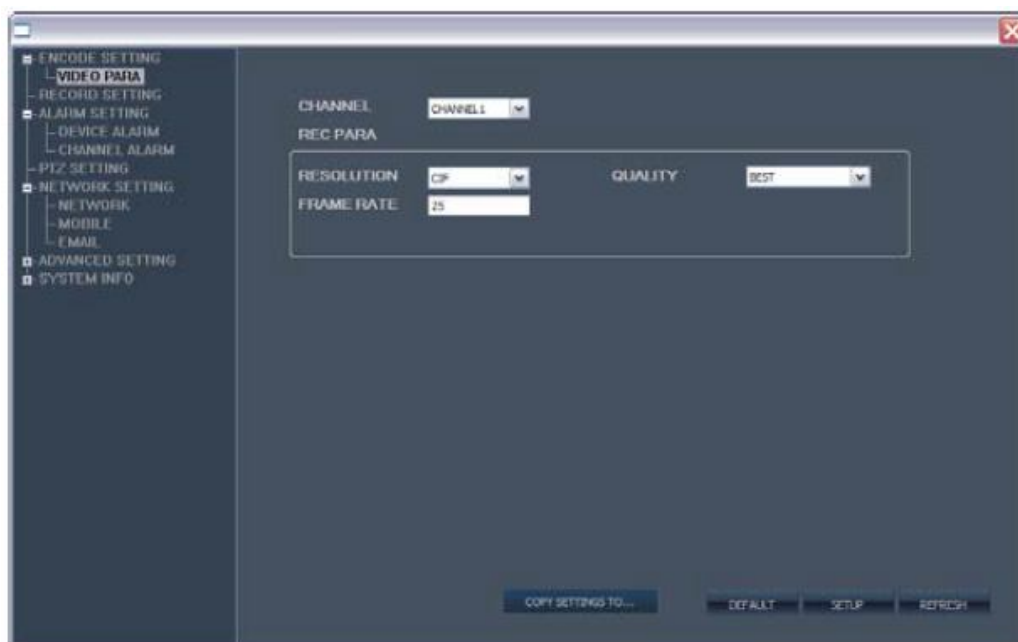 ENCODE SETTING
VIDEO PARA
RECORD SETTING
ALARM SETTING
DEVICE ALARM
CHANNEL ALARM
PTZ SETTING
NETWORK SETTING
NETWORK
MOBILE
EMAIL
ADVANCED SETTING
SYSTEM INFO
CHANNEL CHANNEL1
REC PARA
RESOLUTION CIF QUALITY BEST
FRAME RATE 25
COPY SETTINGS TO... DEFAULT SETUP REFRESH